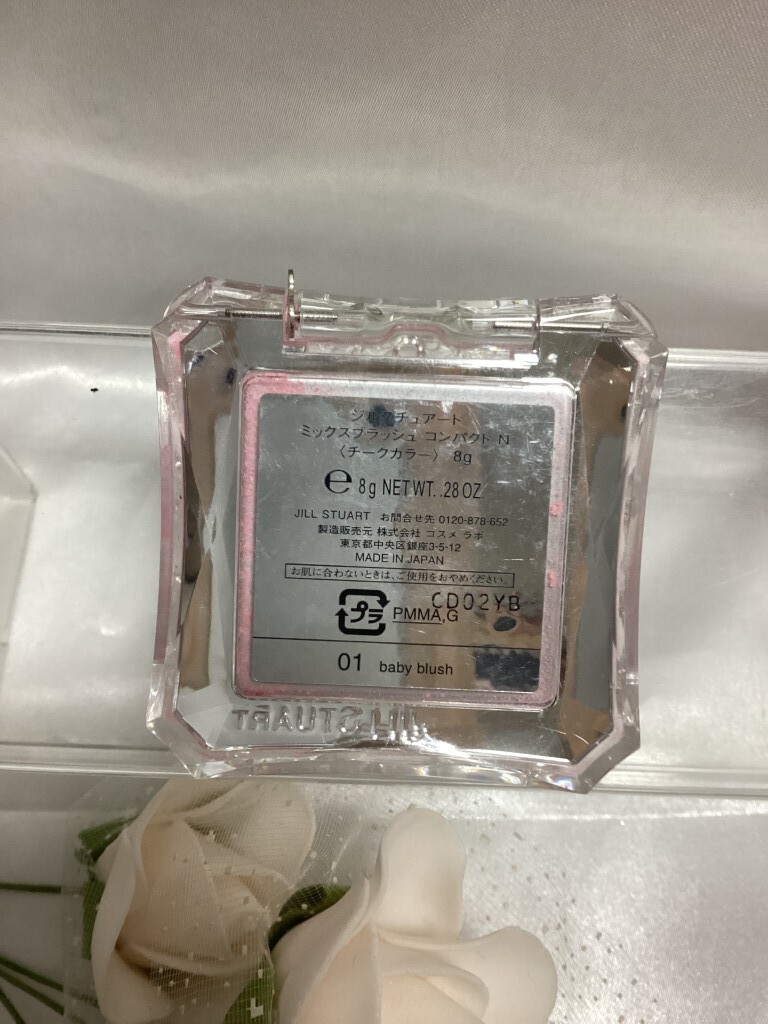 ジルスチュアート
ミックスブラッシュ コンパクト N
〈チークカラー〉 8g
e 8g NET WT. .28 OZ.
JILL STUART お問合せ先 0120-878-652
製造販売元 株式会社 コスメ ラボ
東京都中央区銀座3-5-12
MADE IN JAPAN
お肌に合わないときは、ご使用をおやめください。
CD02YB
プラ PMMA,G
01 baby blush
JILL STUART